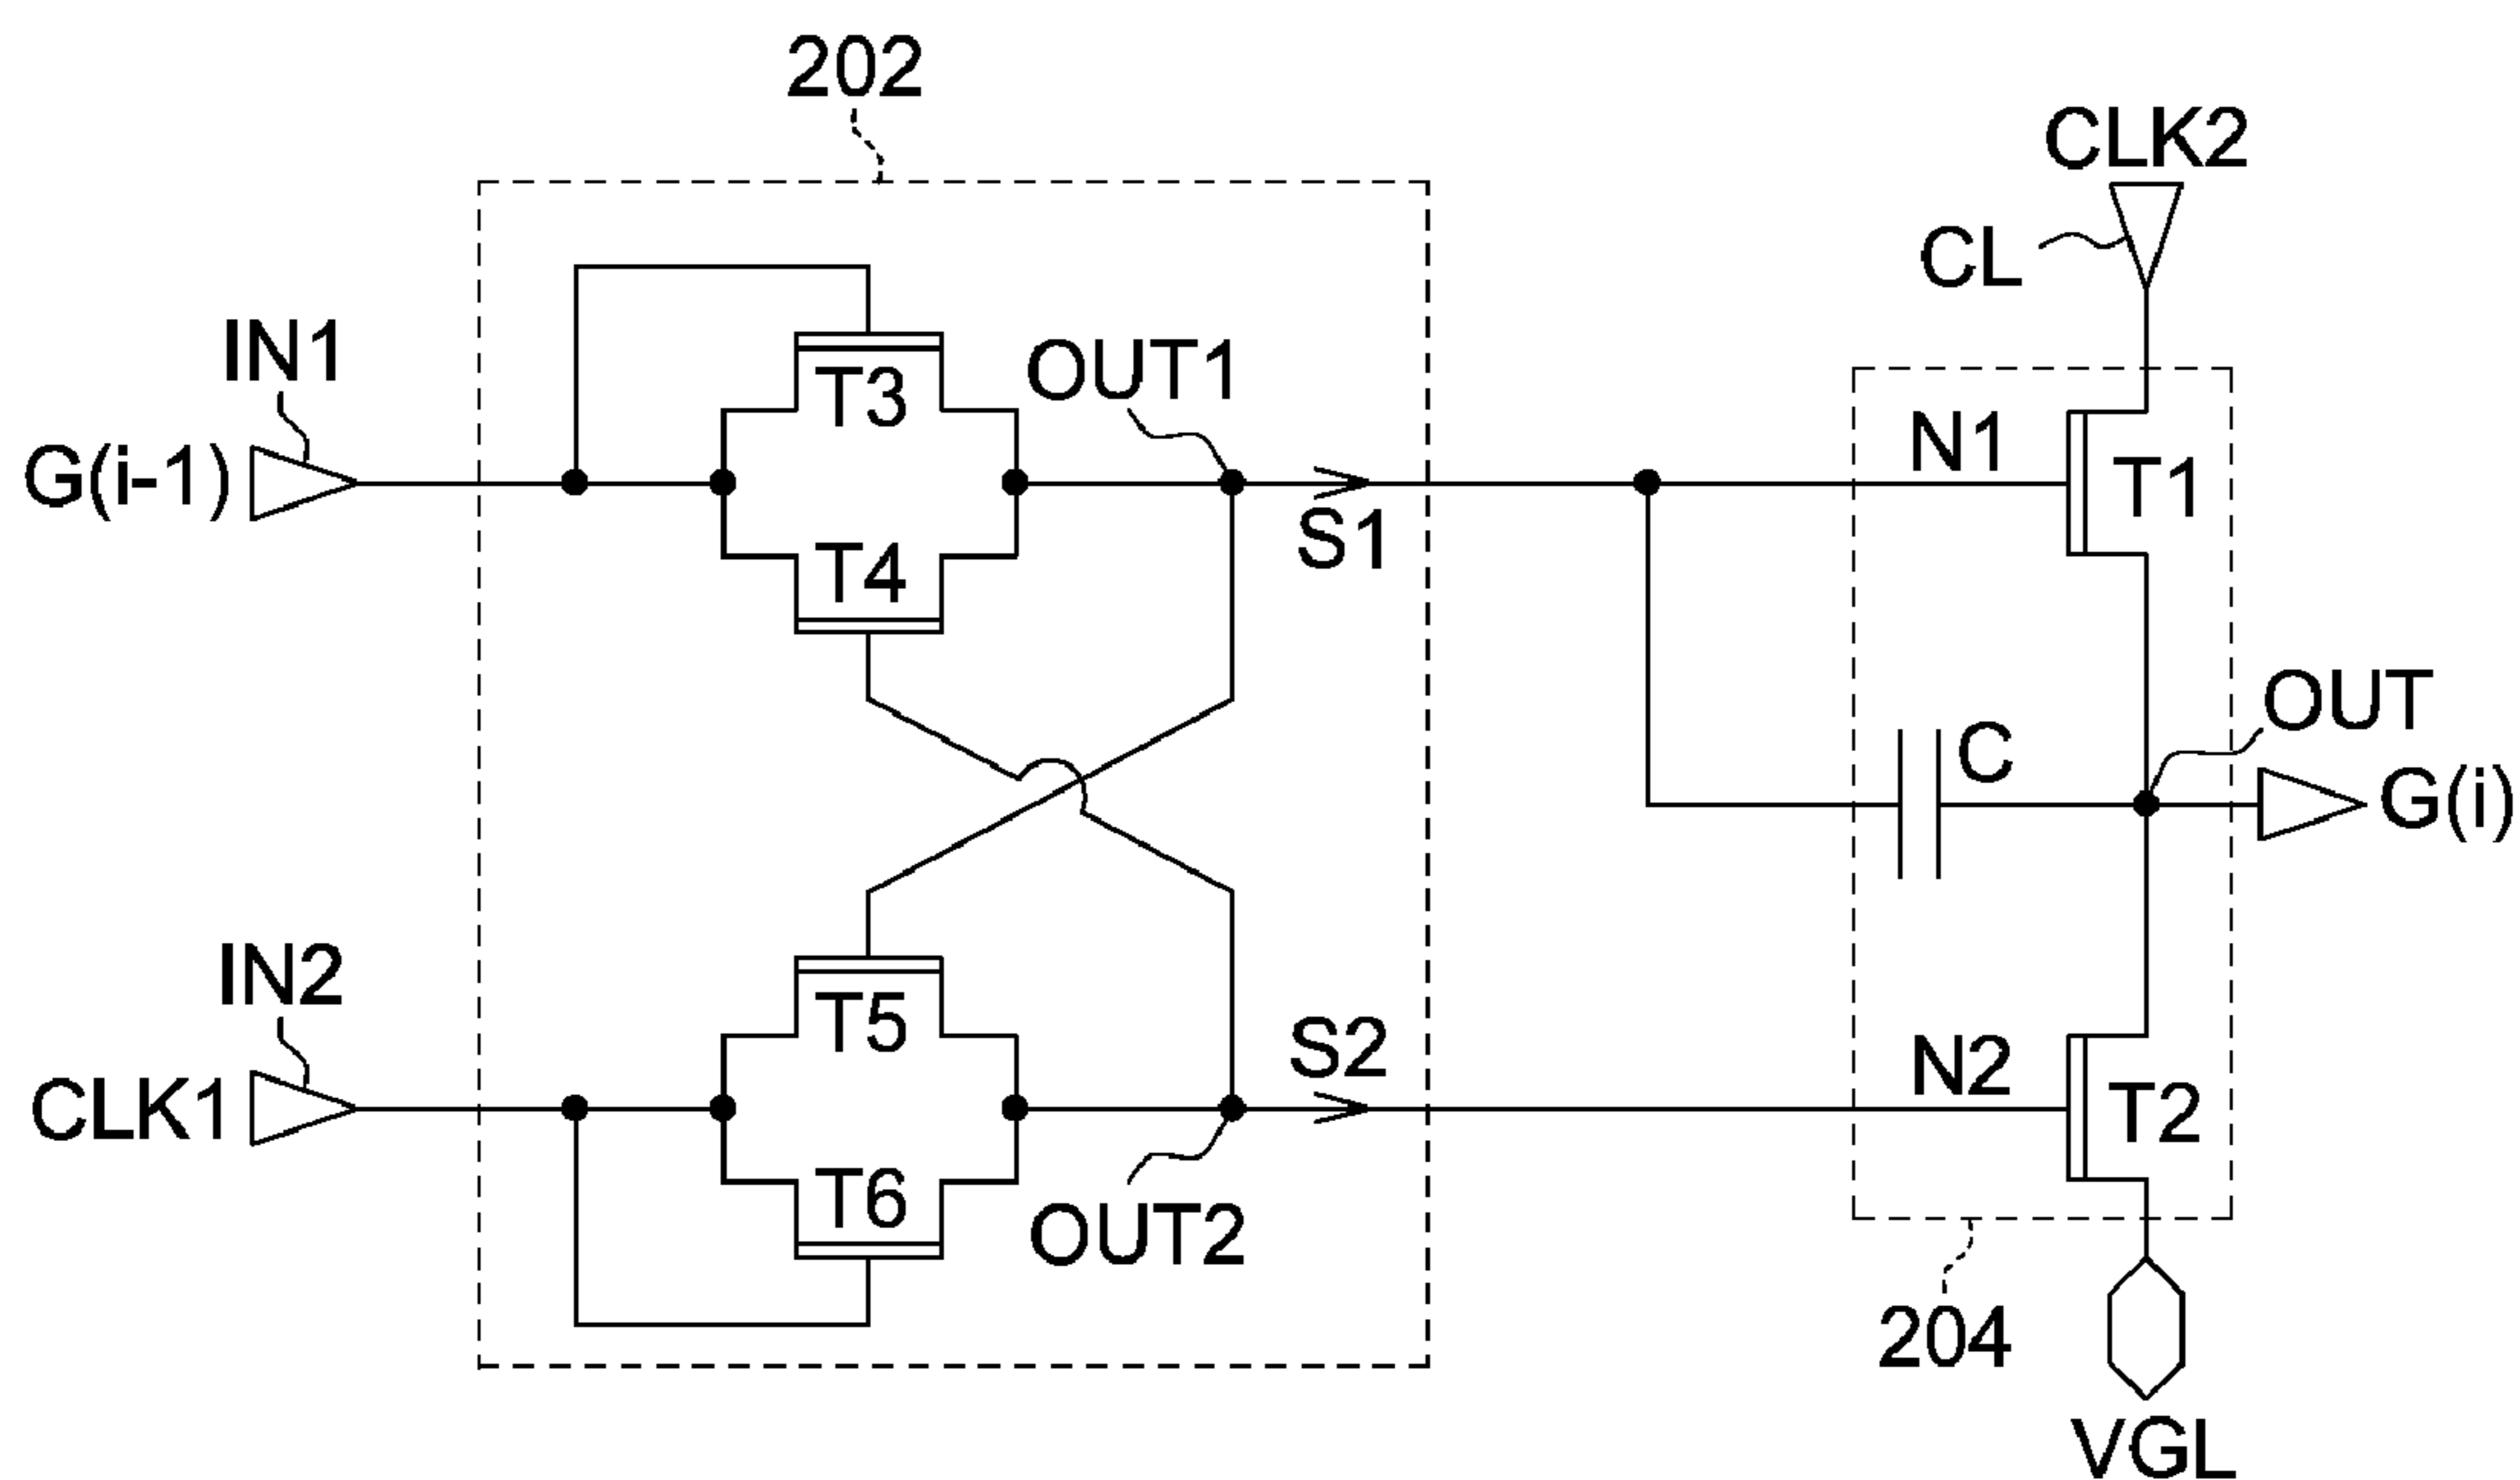 202
CLK2
CL
IN1
G(i-1)
T3
OUT1
N1
T1
S1
T4
OUT
C
G(i)
IN2
CLK1
T5
S2
N2
T2
T6
OUT2
204
VGL